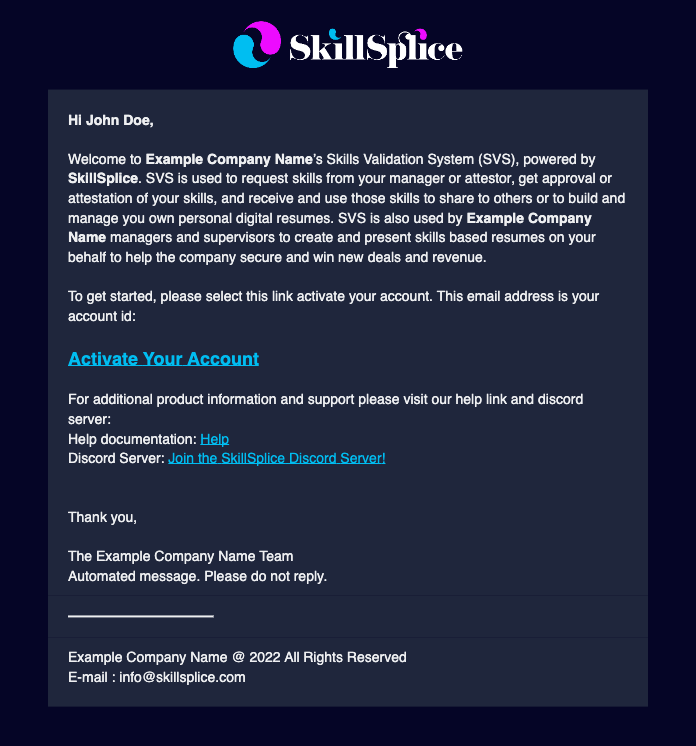 SkillSplice
Hi John Doe,
Welcome to Example Company Name's Skills Validation System (SVS), powered by
SkillSplice. SVS is used to request skills from your manager or attestor, get approval or
attestation of your skills, and receive and use those skills to share to others or to build and
manage you own personal digital resumes. SVS is also used by Example Company
Name managers and supervisors to create and present skills based resumes on your
behalf to help the company secure and win new deals and revenue.
To get started, please select this link activate your account. This email address is your
account id:
Activate Your Account
For additional product information and support please visit our help link and discord
server:
Help documentation: Help
Discord Server: Join the SkillSplice Discord Server!
Thank you,
The Example Company Name Team
Automated message. Please do not reply.
Example Company Name @ 2022 All Rights Reserved
E-mail : info@skillsplice.com